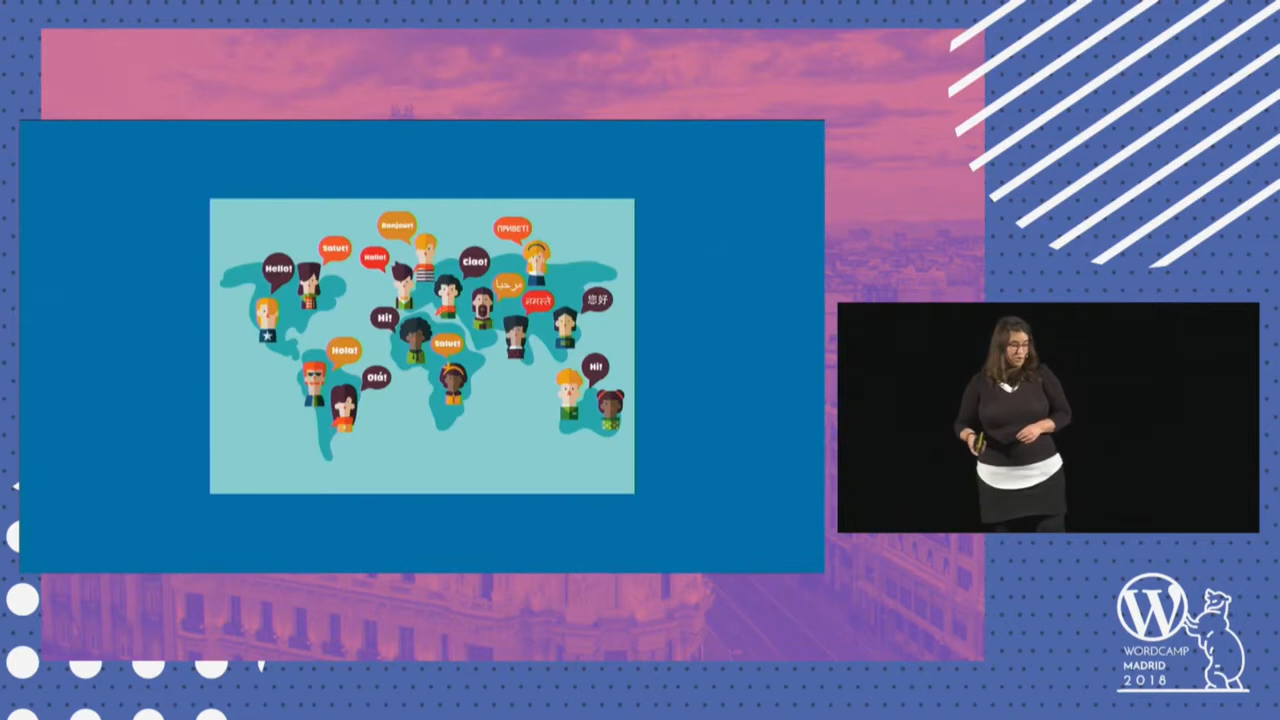 Bonjour!
ПРИВЕТ!
Salut!
Hallo!
Ciao!
Hello!
مرحبا
नमस्ते
您好
Hi!
Salut!
Hola!
Olá!
Hi!
W
WORDCAMP
MADRID
2018